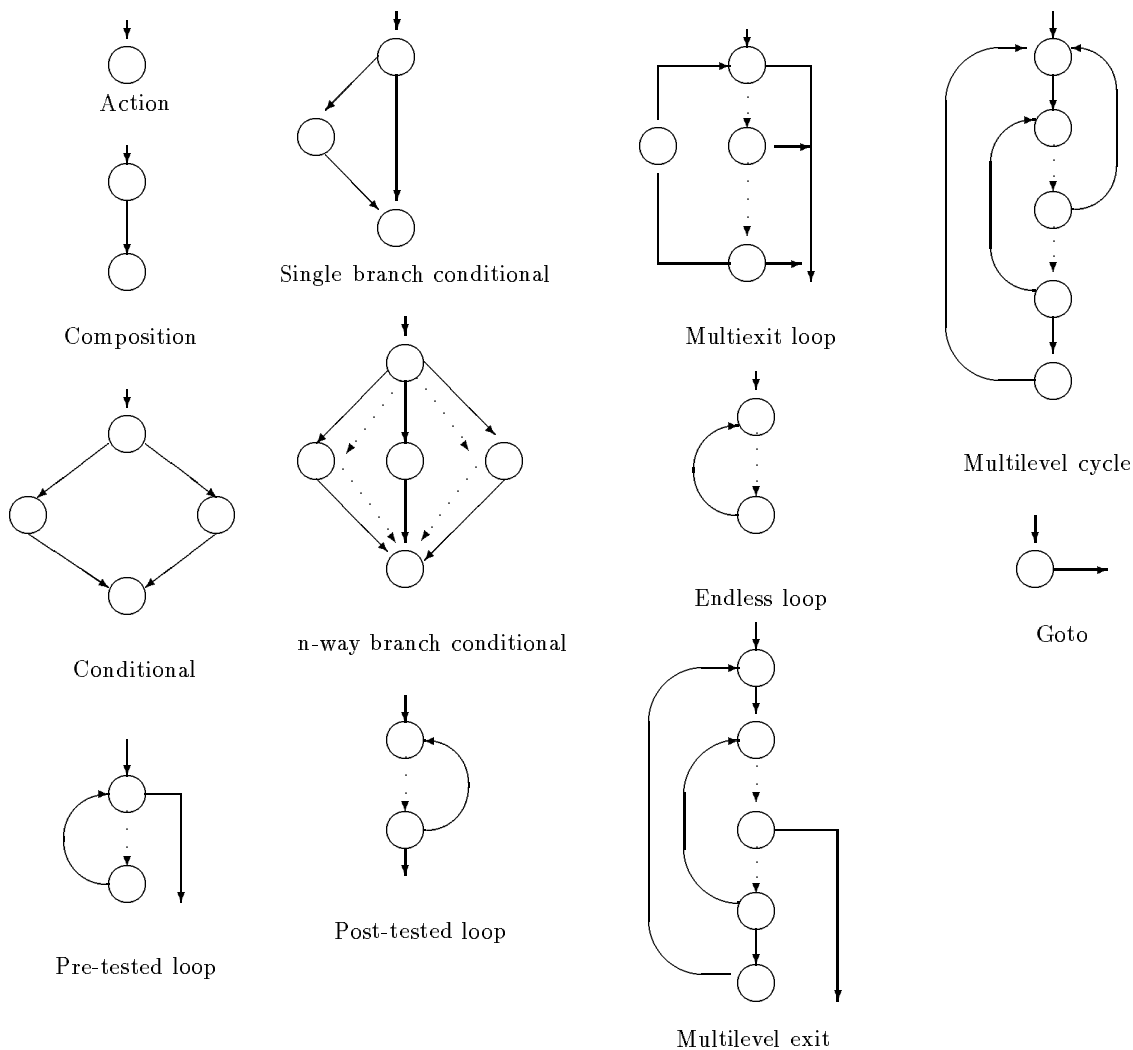 Action
Single branch conditional
Composition
Multiexit loop
Multilevel cycle
Endless loop
Goto
n-way branch conditional
Conditional
Post-tested loop
Pre-tested loop
Multilevel exit